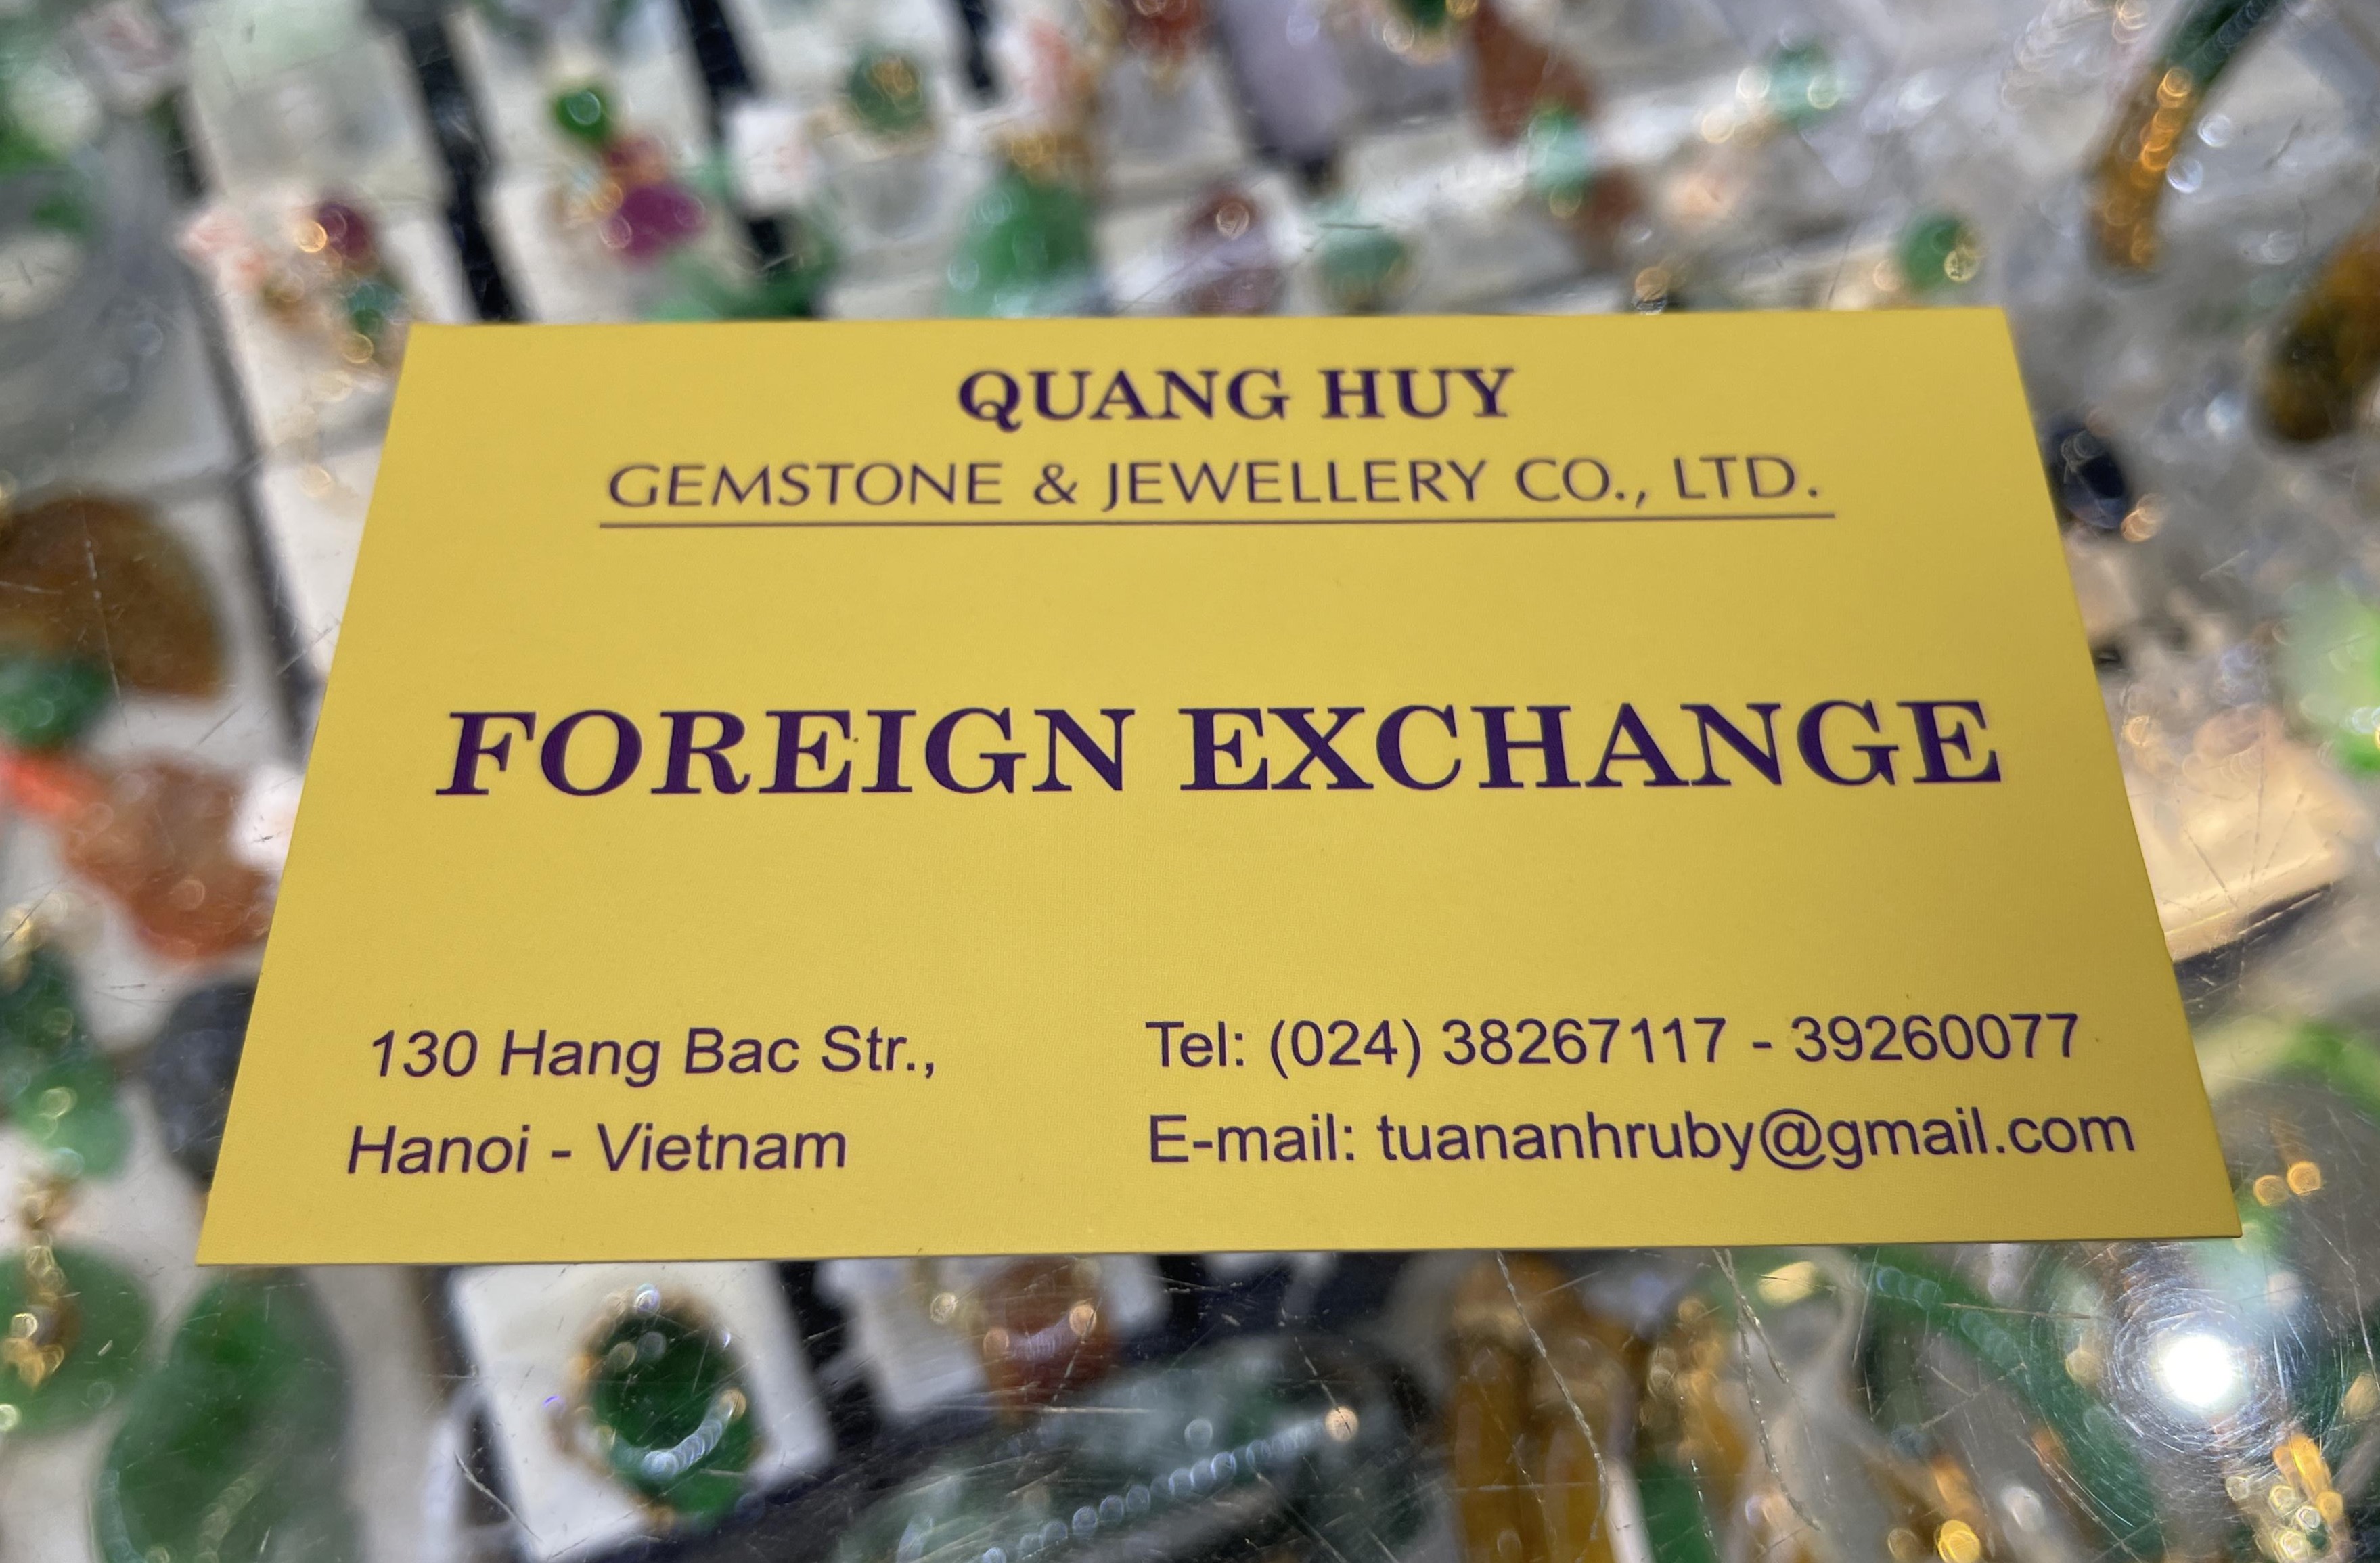 QUANG HUY
GEMSTONE & JEWELLERY CO., LTD.
FOREIGN EXCHANGE
130 Hang Bac Str.,
Hanoi - Vietnam
Tel: (024) 38267117 - 39260077
E-mail: tuananhruby@gmail.com